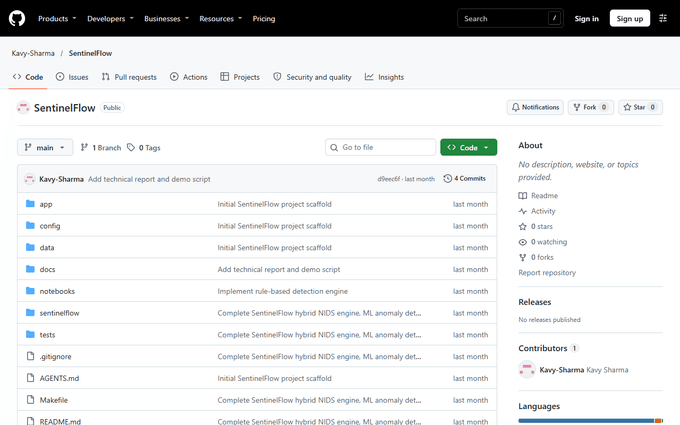 Platform Developers Businesses Resources Pricing Search / Sign in Sign up
Kavy-Sharma / SentinelFlow
Code Issues Pull requests Actions Projects Security and quality Insights
SentinelFlow Public Notifications Fork 0 Star 0
main 1 Branch 0 Tags Go to file Code
Kavy-Sharma Add technical report and demo script d9eec6f · last month 4 Commits
app Initial SentinelFlow project scaffold last month
config Initial SentinelFlow project scaffold last month
data Initial SentinelFlow project scaffold last month
docs Add technical report and demo script last month
notebooks Implement rule-based detection engine last month
sentinelflow Complete SentinelFlow hybrid NIDS engine, ML anomaly det... last month
tests Complete SentinelFlow hybrid NIDS engine, ML anomaly det... last month
.gitignore Complete SentinelFlow hybrid NIDS engine, ML anomaly det... last month
AGENTS.md Initial SentinelFlow project scaffold last month
Makefile Complete SentinelFlow hybrid NIDS engine, ML anomaly det... last month
README.md Complete SentinelFlow hybrid NIDS engine, ML anomaly det... last month
About
No description, website, or topics
provided.
Readme
Activity
0 stars
0 watching
0 forks
Report repository
Releases
No releases published
Contributors 1
Kavy-Sharma Kavy Sharma
Languages